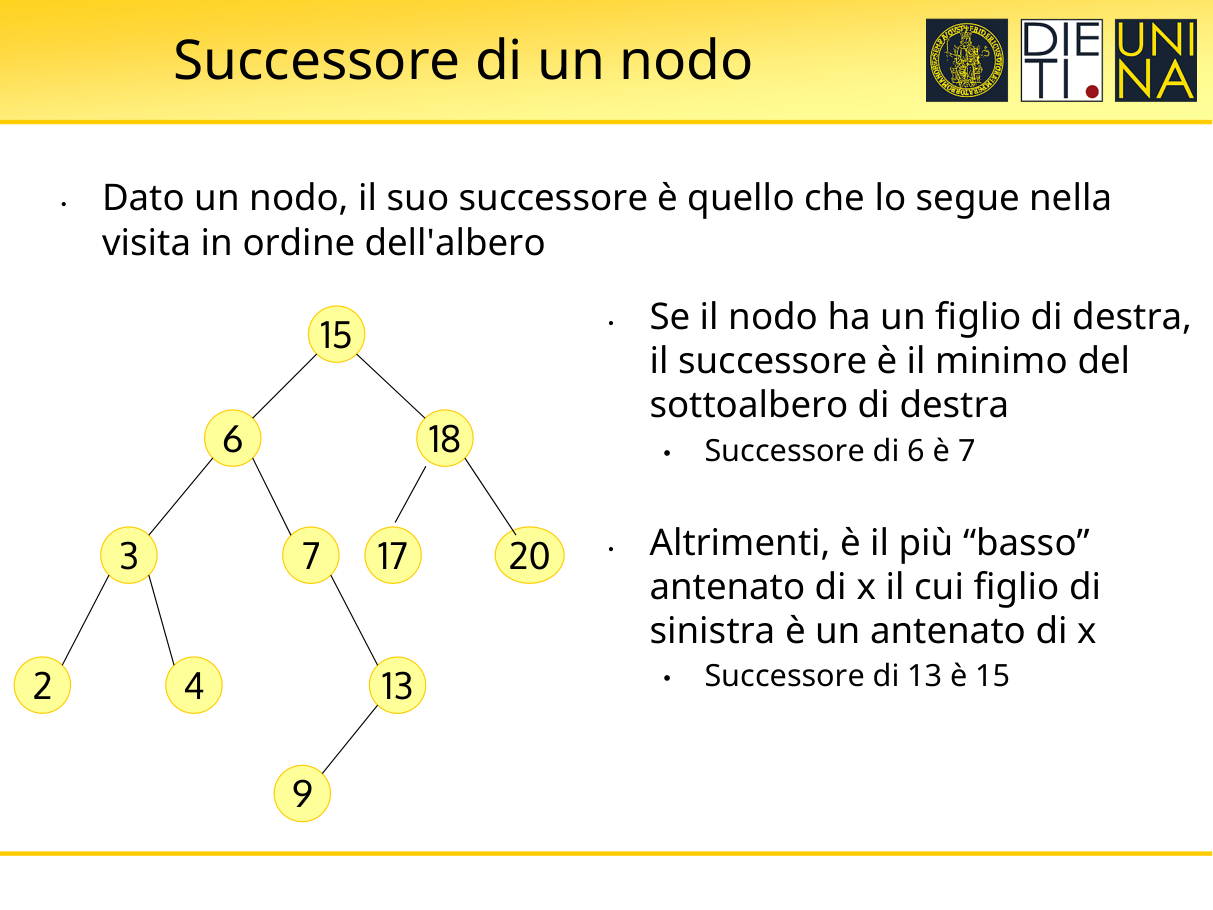 Successore di un nodo
DIE
TI.
UNI
NA
• Dato un nodo, il suo successore è quello che lo segue nella
visita in ordine dell'albero
15
6
18
3
7
17
20
2
4
13
9
• Se il nodo ha un figlio di destra,
il successore è il minimo del
sottoalbero di destra
• Successore di 6 è 7
• Altrimenti, è il più “basso”
antenato di x il cui figlio di
sinistra è un antenato di x
• Successore di 13 è 15